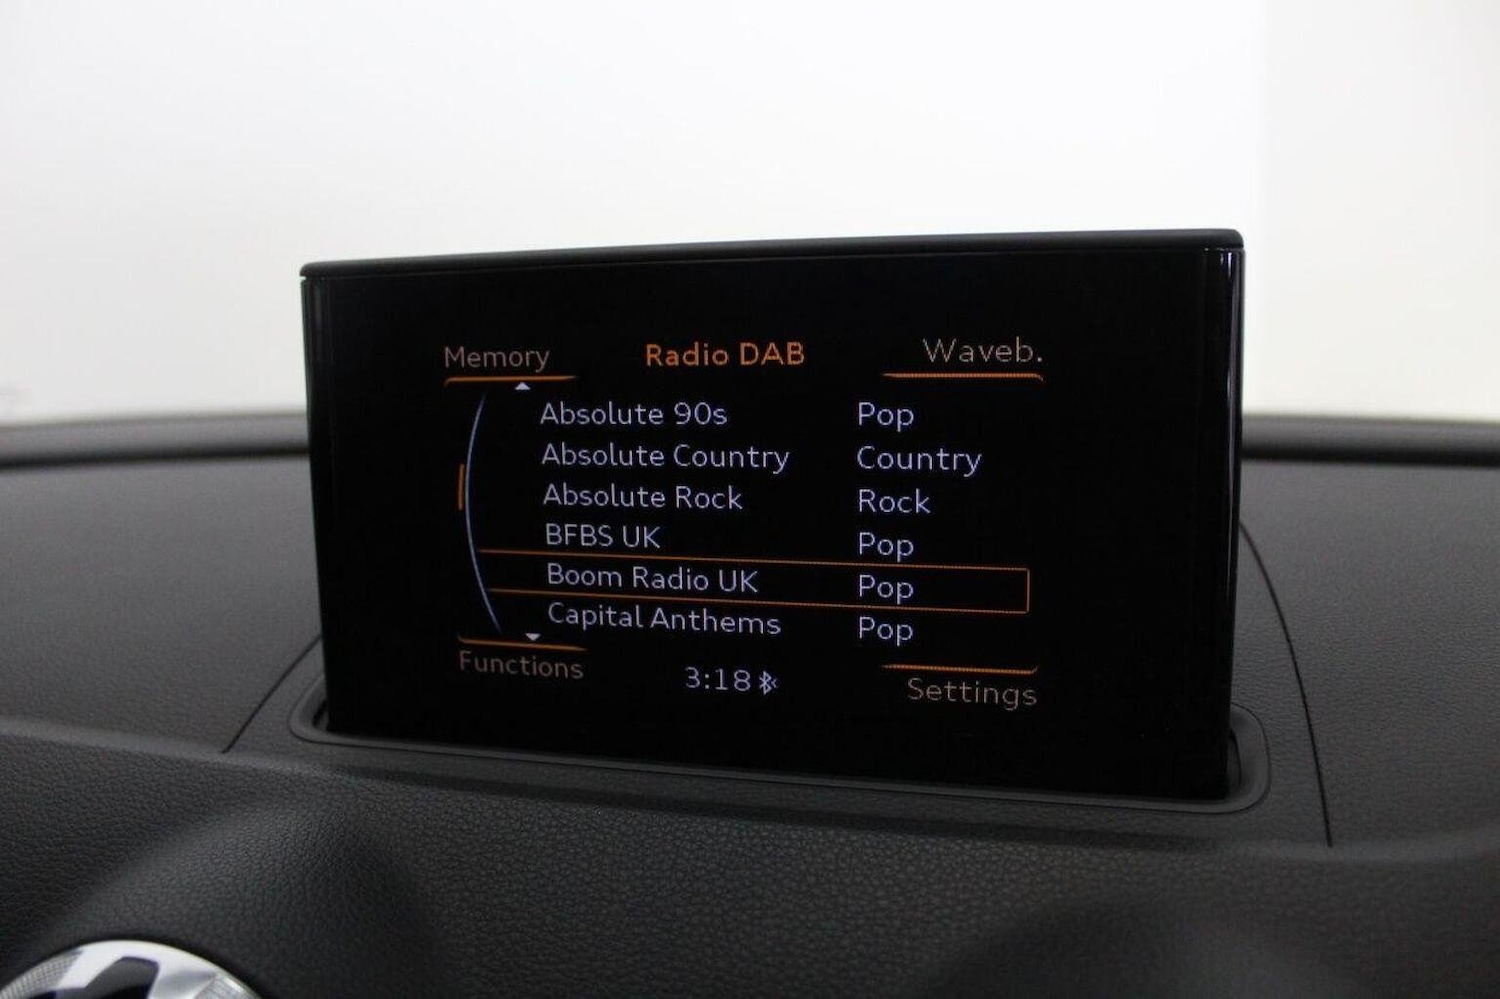 Memory Radio DAB Waveb.
Absolute 90s Pop
Absolute Country Country
Absolute Rock Rock
BFBS UK Pop
Boom Radio UK Pop
Capital Anthems Pop
Functions 3:18 Settings